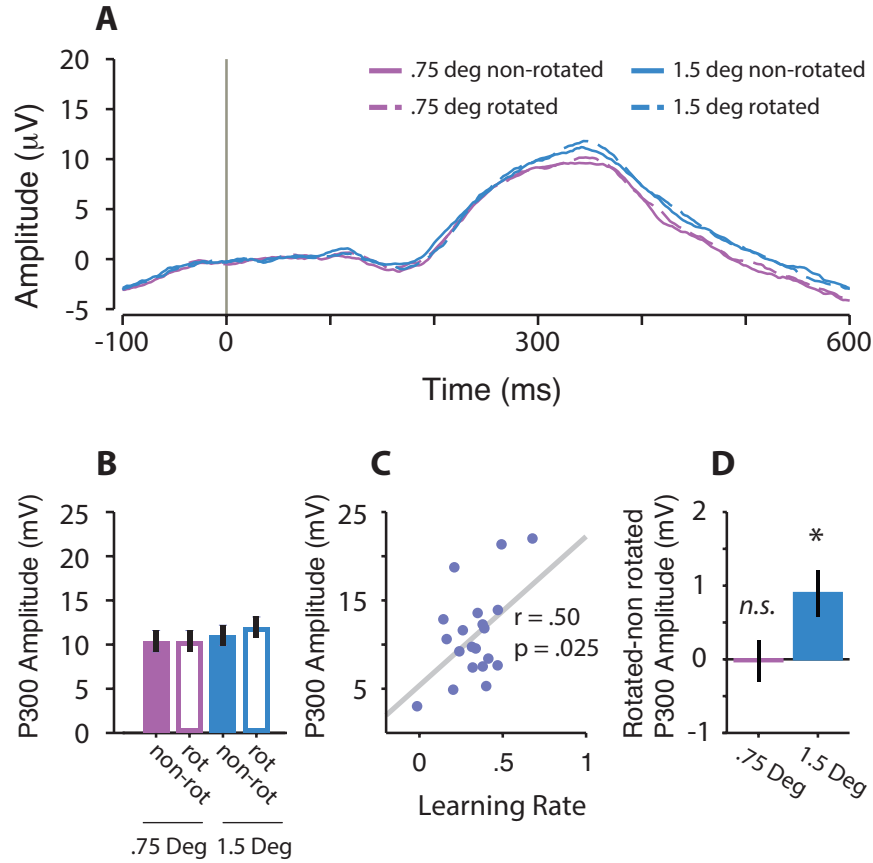 A
20
15
10
5
0
-5
Amplitude (μV)
.75 deg non-rotated
1.5 deg non-rotated
.75 deg rotated
1.5 deg rotated
-100
0
300
600
Time (ms)
B
25
20
15
10
5
0
P300 Amplitude (mV)
non-rot
rot
non-rot
rot
.75 Deg
1.5 Deg
C
25
15
5
P300 Amplitude (mV)
r = .50
p = .025
0
.5
1
Learning Rate
D
Rotated-non rotated
P300 Amplitude (mV)
2
1
0
-1
n.s.
*
.75 Deg
1.5 Deg